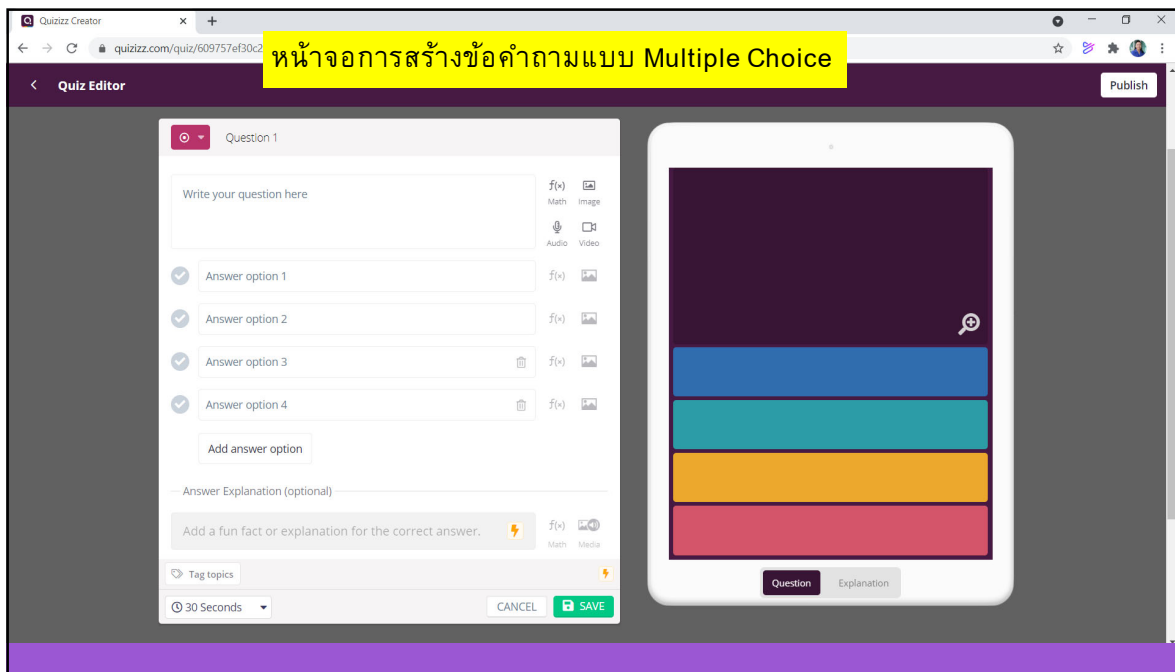 Quizizz Creator
quizizz.com/quiz/609757ef30c2
หน้าจอการสร้างข้อคำถามแบบ Multiple Choice
Quiz Editor
Publish
Question 1
Write your question here
f(x)
Math Image
Audio Video
Answer option 1
f(x)
Answer option 2
f(x)
Answer option 3
f(x)
Answer option 4
f(x)
Add answer option
Answer Explanation (optional)
Add a fun fact or explanation for the correct answer.
f(x)
Math Media
Tag topics
30 Seconds
CANCEL
SAVE
Question
Explanation